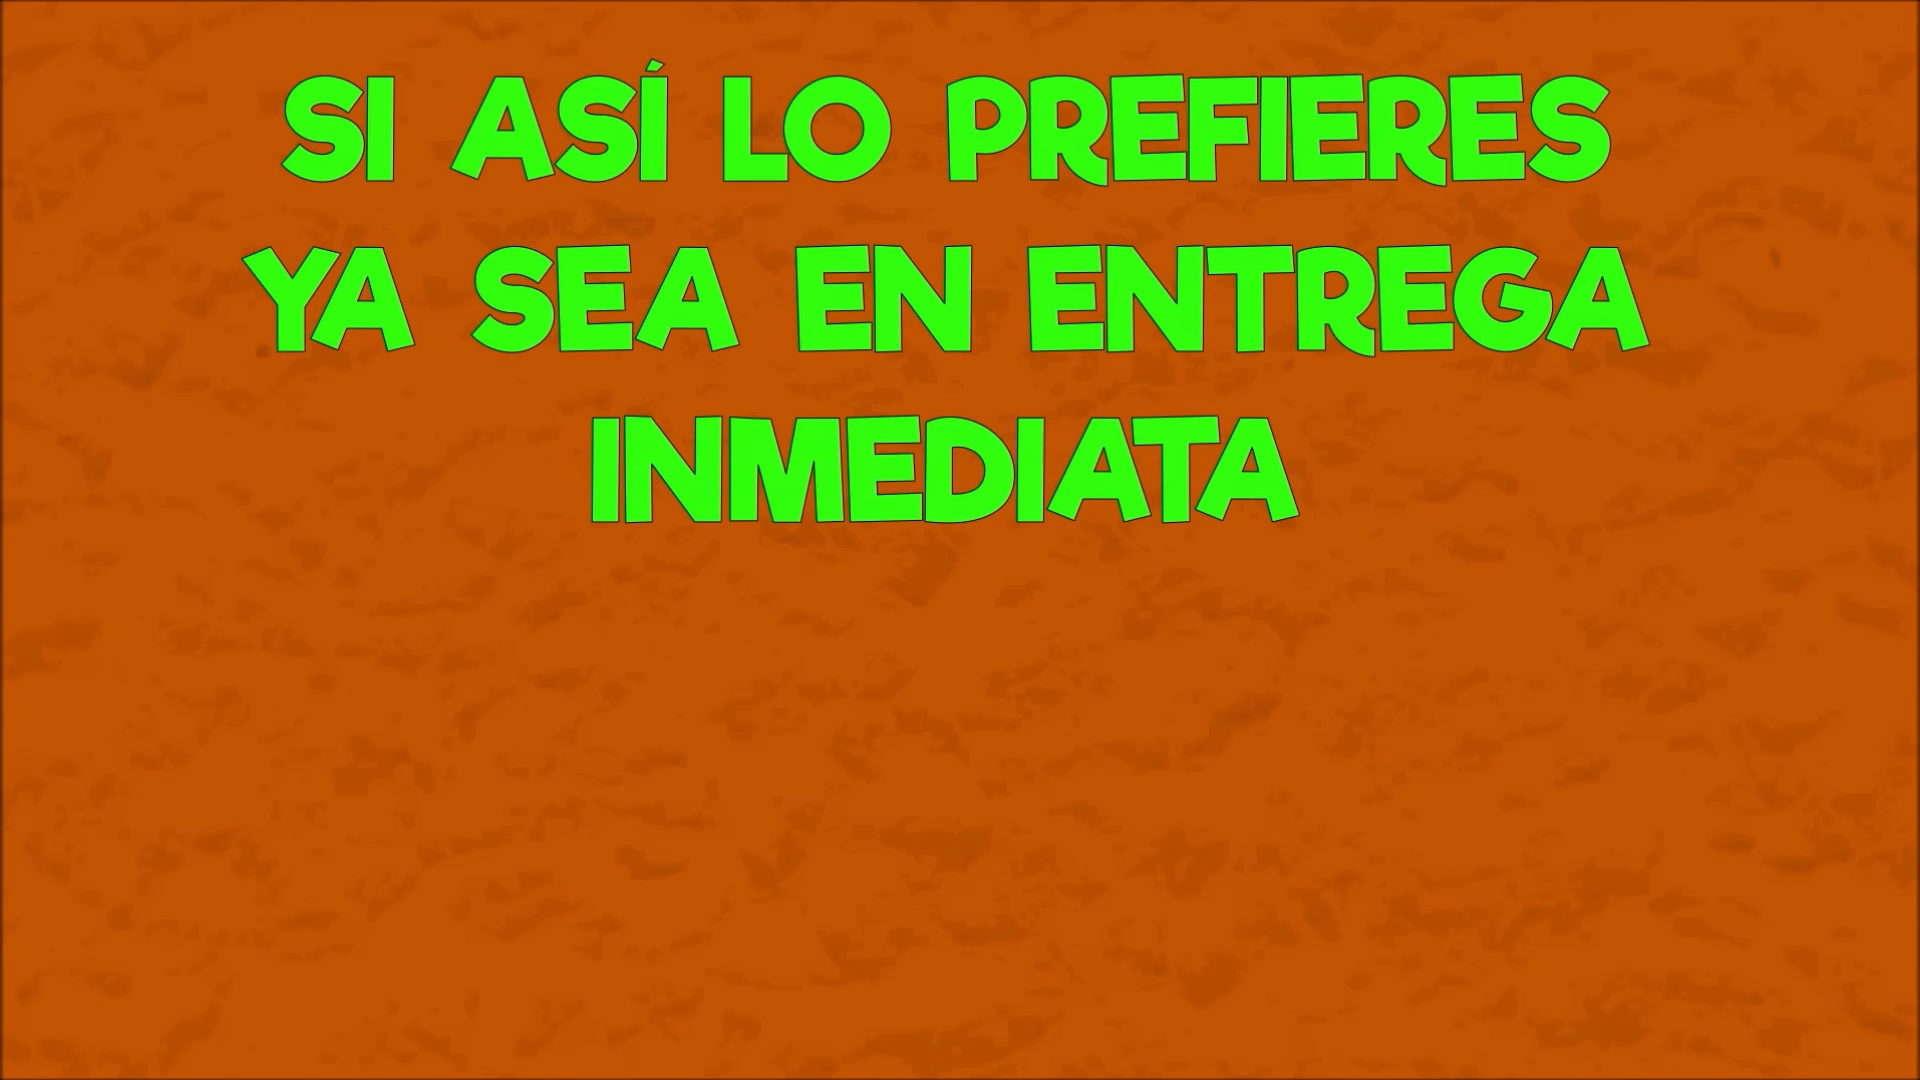 SI ASÍ LO PREFIERES
YA SEA EN ENTREGA
INMEDIATA